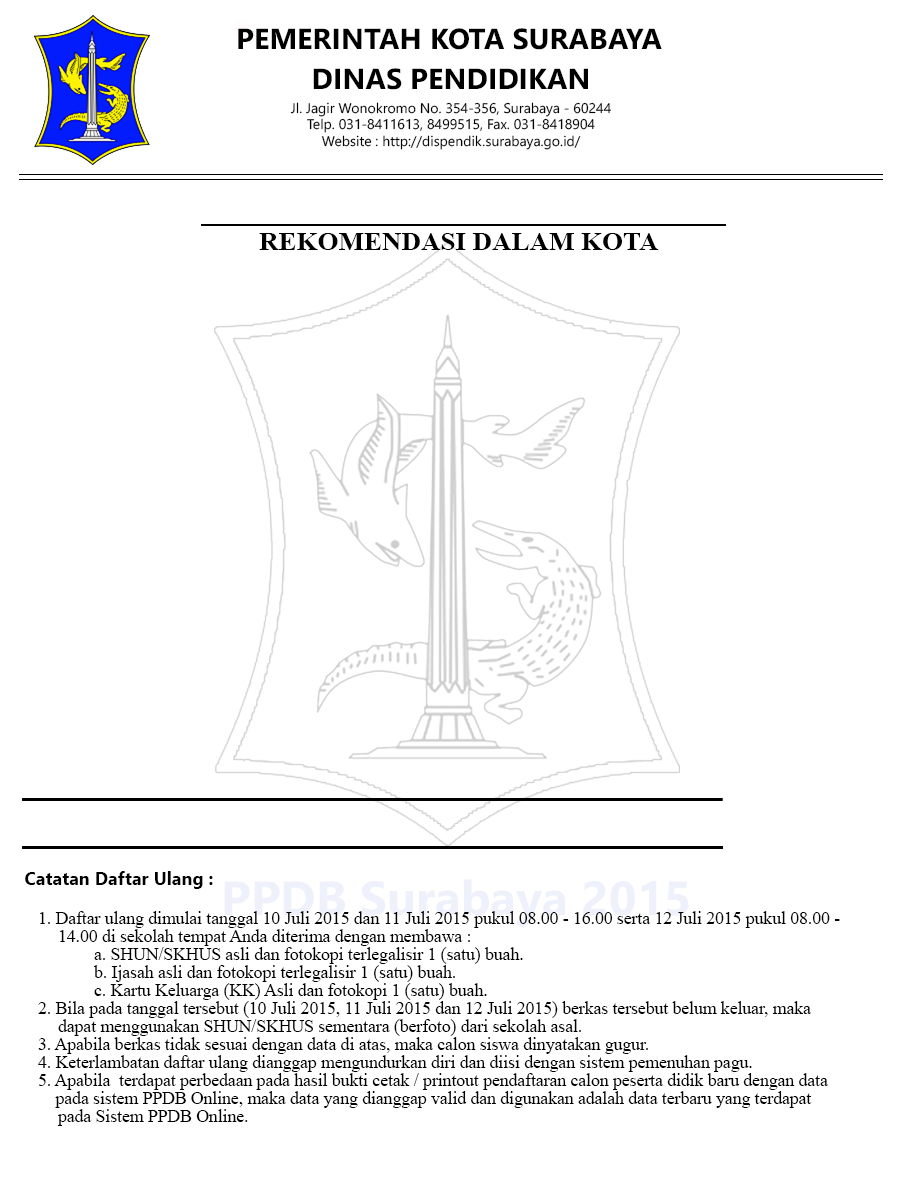 PEMERINTAH KOTA SURABAYA
DINAS PENDIDIKAN
Jl. Jagir Wonokromo No. 354-356, Surabaya - 60244
Telp. 031-8411613, 8499515, Fax. 031-8418904
Website : http://dispendik.surabaya.go.id/
REKOMENDASI DALAM KOTA
Catatan Daftar Ulang :
PPDB Surabaya 2015
1. Daftar ulang dimulai tanggal 10 Juli 2015 dan 11 Juli 2015 pukul 08.00 - 16.00 serta 12 Juli 2015 pukul 08.00 -
14.00 di sekolah tempat Anda diterima dengan membawa :
a. SHUN/SKHUS asli dan fotokopi terlegalisir 1 (satu) buah.
b. Ijasah asli dan fotokopi terlegalisir 1 (satu) buah.
c. Kartu Keluarga (KK) Asli dan fotokopi 1 (satu) buah.
2. Bila pada tanggal tersebut (10 Juli 2015, 11 Juli 2015 dan 12 Juli 2015) berkas tersebut belum keluar, maka
dapat menggunakan SHUN/SKHUS sementara (berfoto) dari sekolah asal.
3. Apabila berkas tidak sesuai dengan data di atas, maka calon siswa dinyatakan gugur.
4. Keterlambatan daftar ulang dianggap mengundurkan diri dan diisi dengan sistem pemenuhan pagu.
5. Apabila  terdapat perbedaan pada hasil bukti cetak / printout pendaftaran calon peserta didik baru dengan data
pada sistem PPDB Online, maka data yang dianggap valid dan digunakan adalah data terbaru yang terdapat
pada Sistem PPDB Online.